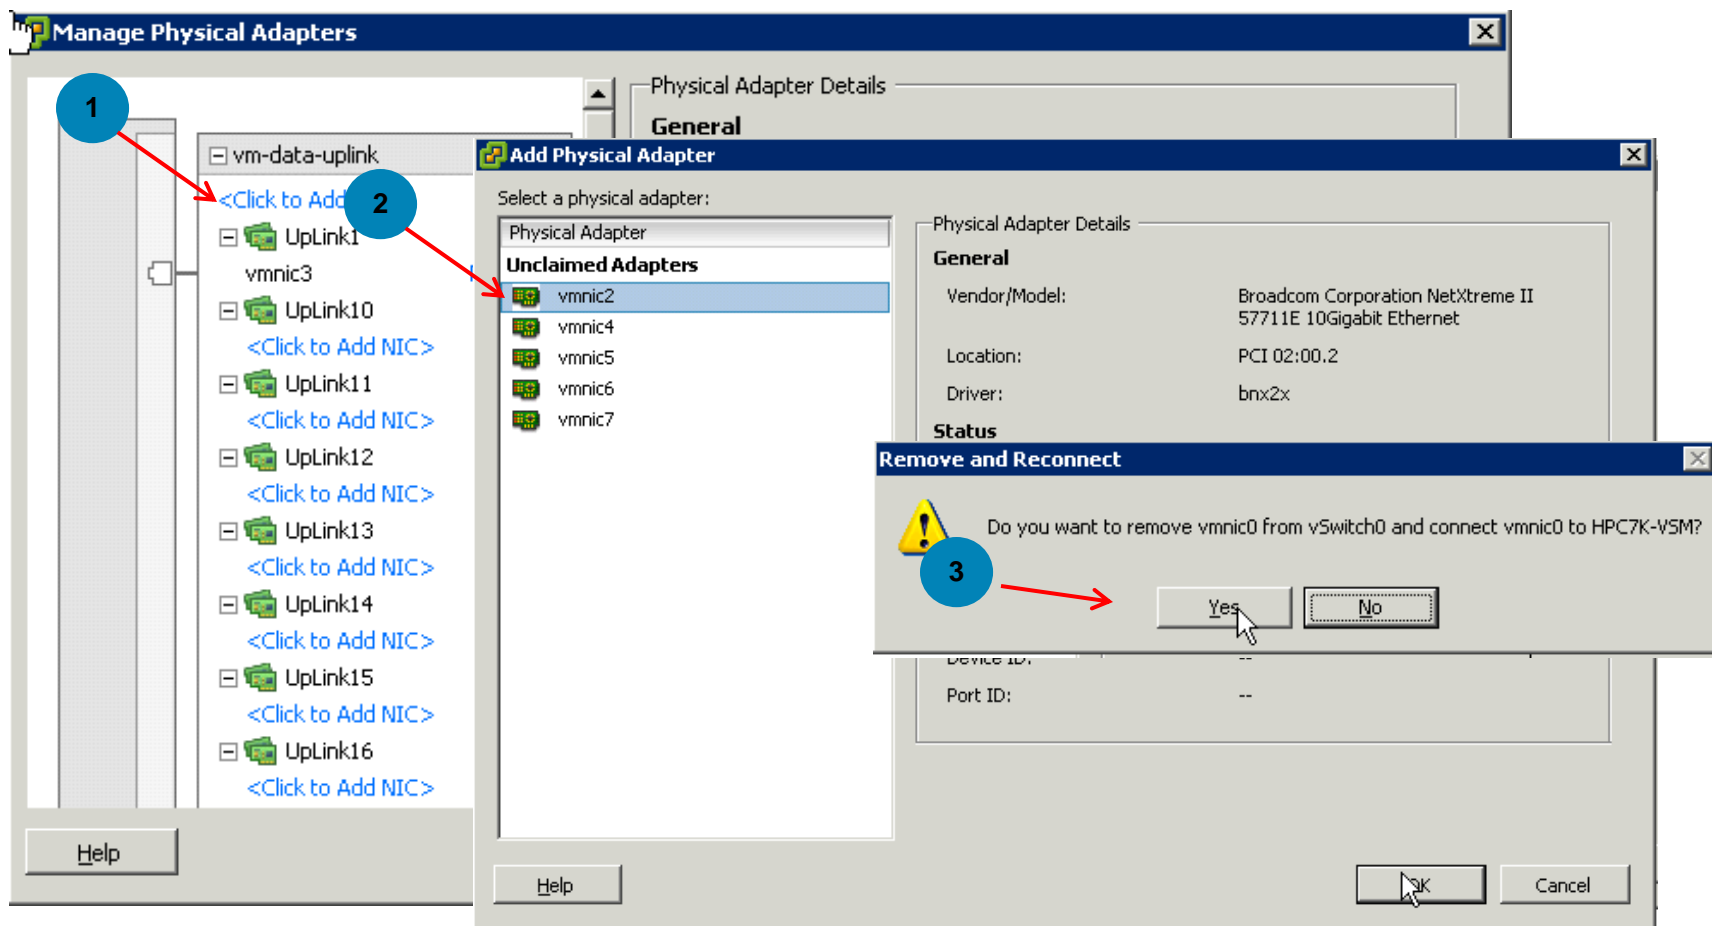 Manage Physical Adapters
Physical Adapter Details
General
1
vm-data-uplink
<Click to Add
2
UpLink1
vmnic3
UpLink10
<Click to Add NIC>
UpLink11
<Click to Add NIC>
UpLink12
<Click to Add NIC>
UpLink13
<Click to Add NIC>
UpLink14
<Click to Add NIC>
UpLink15
<Click to Add NIC>
UpLink16
<Click to Add NIC>
Help
Add Physical Adapter
Select a physical adapter:
Physical Adapter
Unclaimed Adapters
vmnic2
vmnic4
vmnic5
vmnic6
vmnic7
Physical Adapter Details
General
Vendor/Model: Broadcom Corporation NetXtreme II
57711E 10Gigabit Ethernet
Location: PCI 02:00.2
Driver: bnx2x
Status
Remove and Reconnect
Do you want to remove vmnic0 from vSwitch0 and connect vmnic0 to HPC7K-VSM?
3
Yes No
Device ID: --
Port ID: --
Help OK Cancel